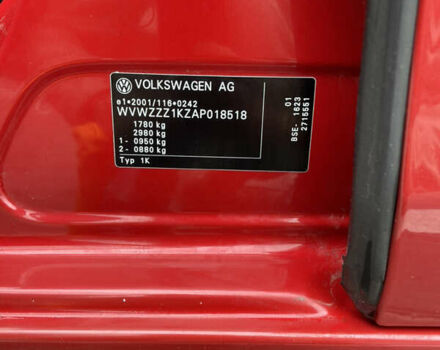 VOLKSWAGEN AG
e1*2001/116*0242
WVWZZZ1KZAP018518
1780 kg
2980 kg
1- 0950 kg
2- 0880 kg
Typ 1K
01
BSE- 1623
2715551